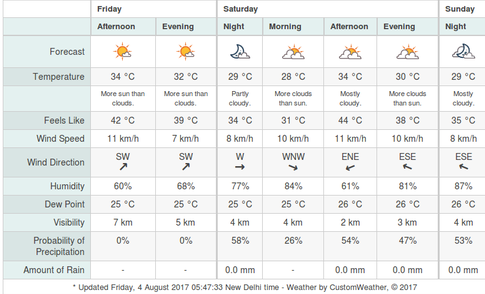 Friday Saturday Sunday
Afternoon Evening Night Morning Afternoon Evening Night
Forecast
Temperature 34 °C 32 °C 29 °C 28 °C 34 °C 30 °C 29 °C
More sun than More sun than Partly More clouds Mostly More clouds Mostly
clouds. clouds. cloudy. than sun. cloudy. than sun. cloudy.
Feels Like 42 °C 39 °C 34 °C 31 °C 44 °C 38 °C 35 °C
Wind Speed 11 km/h 7 km/h 8 km/h 10 km/h 11 km/h 10 km/h 8 km/h
Wind Direction SW SW W WNW ENE ESE ESE
↗ ↗ → ➘ ↙ ↖ ↖
Humidity 60% 68% 77% 84% 61% 81% 87%
Dew Point 25 °C 25 °C 25 °C 25 °C 26 °C 26 °C 26 °C
Visibility 7 km 5 km 4 km 4 km 2 km 3 km 4 km
Probability of 0% 0% 58% 26% 54% 47% 53%
Precipitation
Amount of Rain - - 0.0 mm - 0.0 mm 0.0 mm 0.0 mm
* Updated Friday, 4 August 2017 05:47:33 New Delhi time - Weather by CustomWeather, © 2017